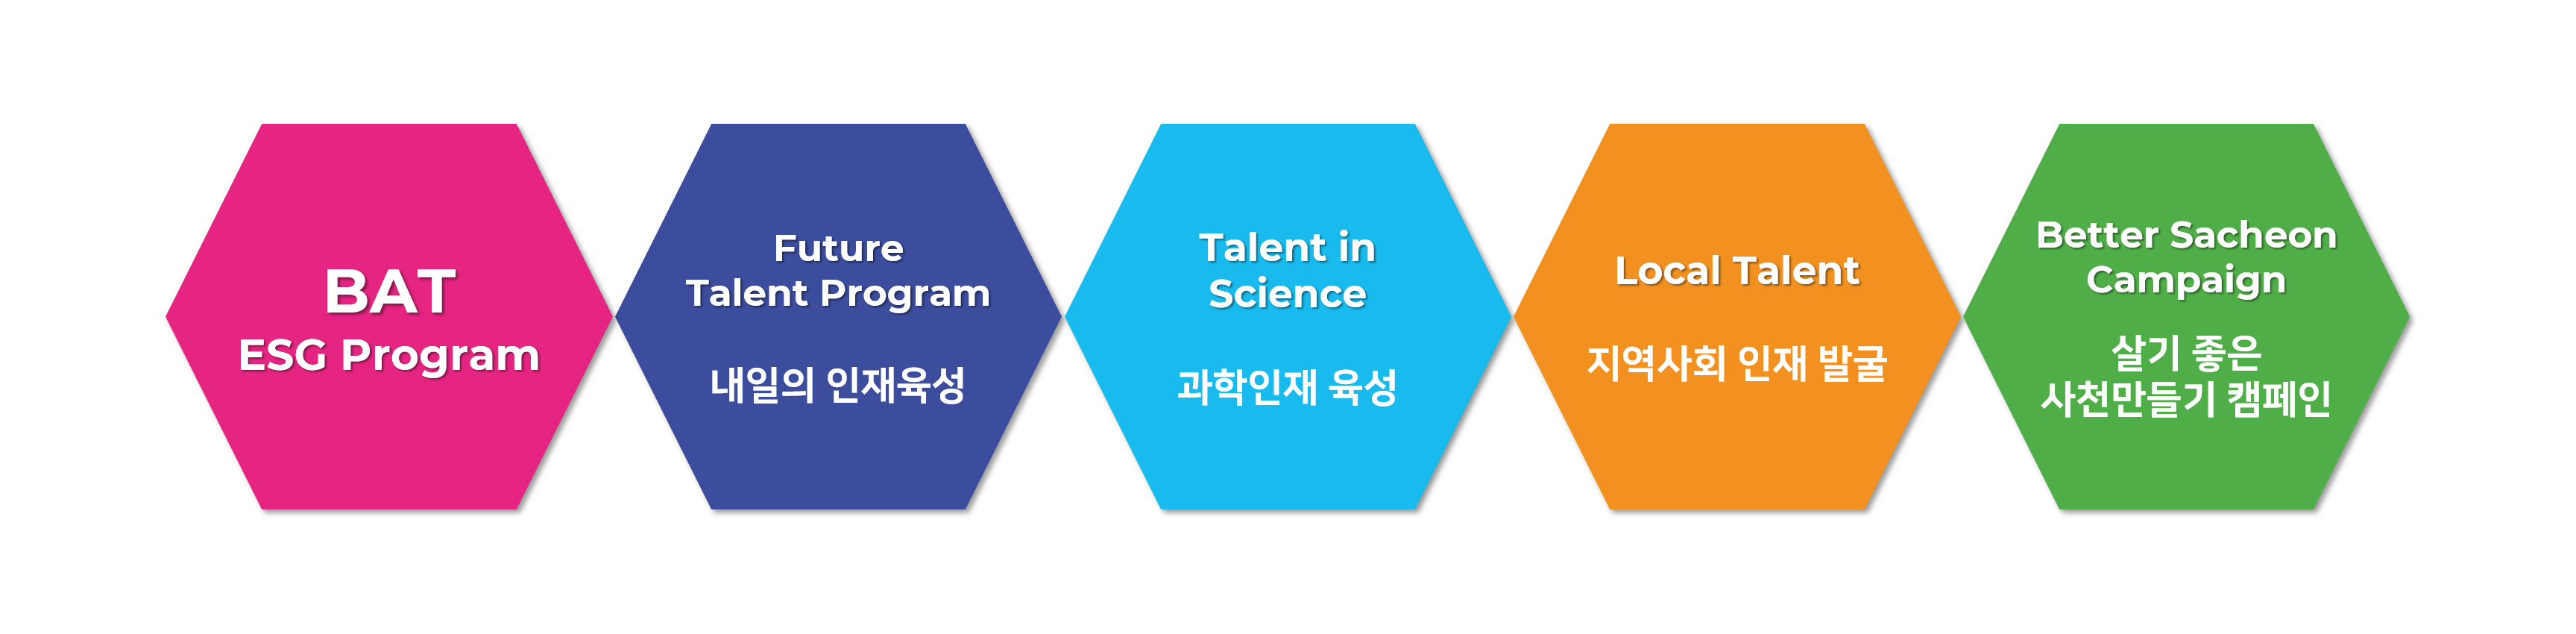 BAT
ESG Program
Future
Talent Program
내일의 인재육성
Talent in
Science
과학인재 육성
Local Talent
지역사회 인재 발굴
Better Sacheon
Campaign
살기 좋은
사천만들기 캠페인